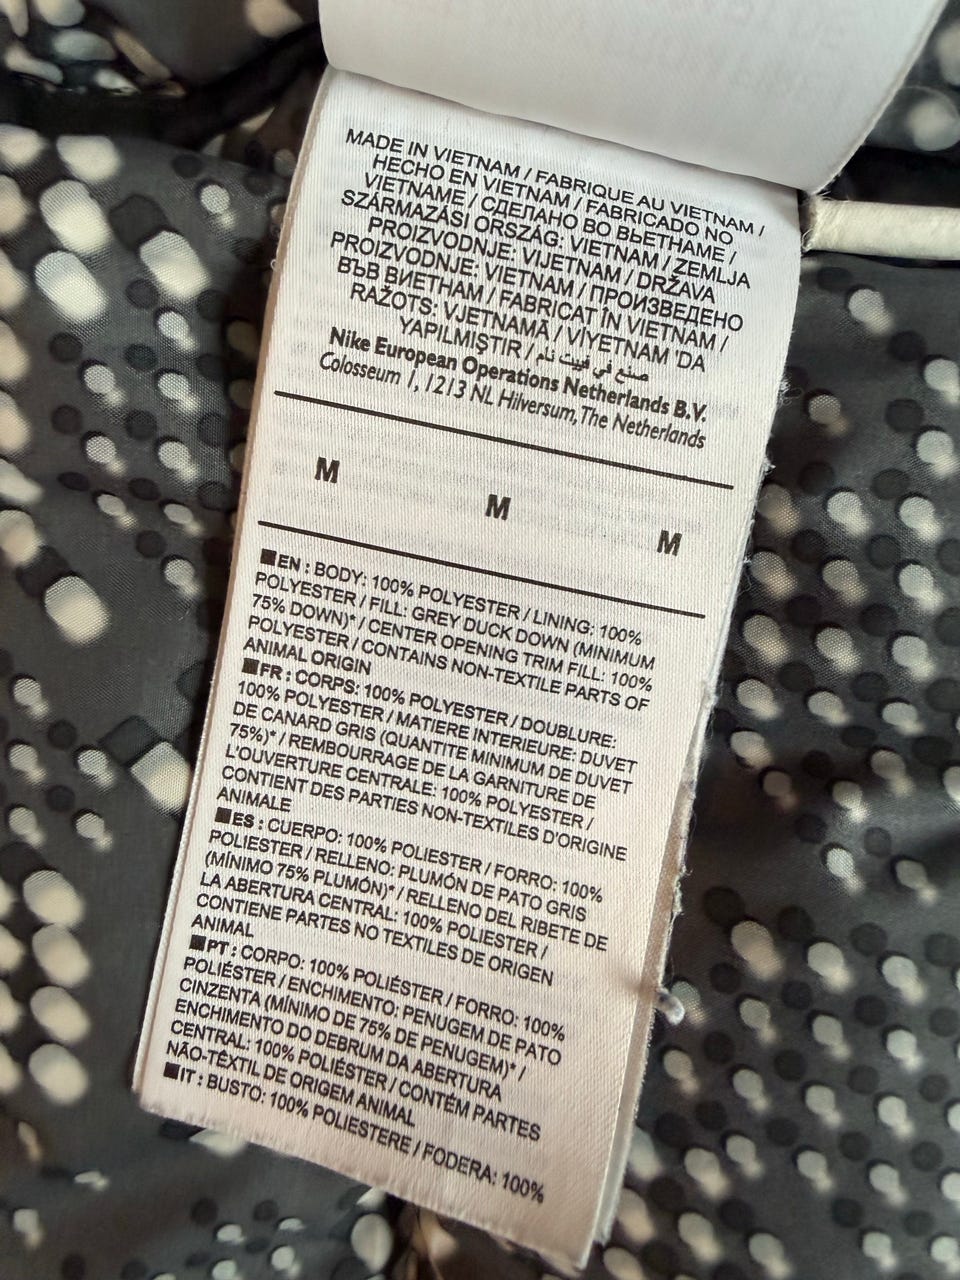 MADE IN VIETNAM / FABRIQUE AU VIETNAM /
HECHO EN VIETNAM / FABRICADO NO
VIETNAME / СДЕЛАНО ВО ВЬЕТНАМЕ /
SZÁRMAZÁSI ORSZÁG: VIETNAM / ZEMLJA
PROIZVODNJE: VIJETNAM / DRŽAVA
PROIZVODNJE: VIETNAM / ПРОИЗВЕДЕНО
ВЪВ ВИЕТНАМ / FABRICAT ÎN VIETNAM /
RAŽOTS: VJETNAMĀ / VİYETNAM 'DA
YAPILMIŞTIR / صنع في فييت نام
Nike European Operations Netherlands B.V.
Colosseum 1, 1213 NL Hilversum, The Netherlands
M M M
■EN : BODY: 100% POLYESTER / LINING: 100%
POLYESTER / FILL: GREY DUCK DOWN (MINIMUM
75% DOWN)* / CENTER OPENING TRIM FILL: 100%
POLYESTER / CONTAINS NON-TEXTILE PARTS OF
ANIMAL ORIGIN
■FR : CORPS: 100% POLYESTER / DOUBLURE:
100% POLYESTER / MATIERE INTERIEURE: DUVET
DE CANARD GRIS (QUANTITE MINIMUM DE DUVET
75%)* / REMBOURRAGE DE LA GARNITURE DE
L'OUVERTURE CENTRALE: 100% POLYESTER /
CONTIENT DES PARTIES NON-TEXTILES D'ORIGINE
ANIMALE
■ES : CUERPO: 100% POLIESTER / FORRO: 100%
POLIESTER / RELLENO: PLUMÓN DE PATO GRIS
(MÍNIMO 75% PLUMÓN)* / RELLENO DEL RIBETE DE
LA ABERTURA CENTRAL: 100% POLIESTER /
CONTIENE PARTES NO TEXTILES DE ORIGEN
ANIMAL
■PT : CORPO: 100% POLIÉSTER / FORRO: 100%
POLIÉSTER / ENCHIMENTO: PENUGEM DE PATO
CINZENTA (MÍNIMO DE 75% DE PENUGEM)* /
ENCHIMENTO DO DEBRUM DA ABERTURA
CENTRAL: 100% POLIÉSTER / CONTÉM PARTES
NÃO-TÊXTIL DE ORIGEM ANIMAL
■IT : BUSTO: 100% POLIESTERE / FODERA: 100%